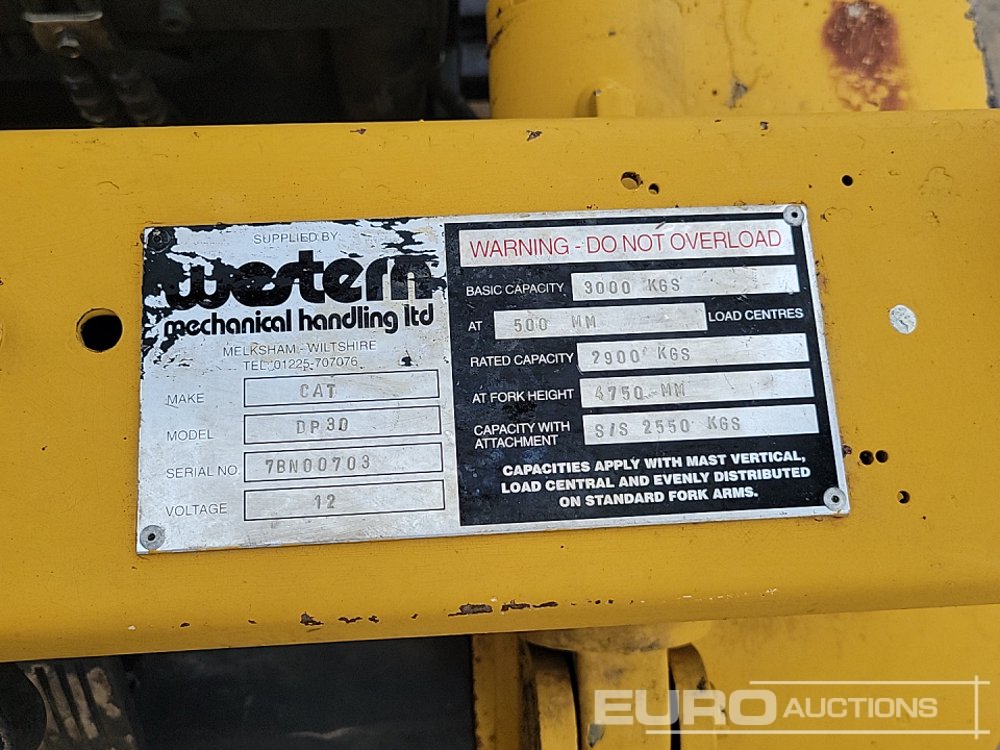 SUPPLIED BY
western
mechanical handling ltd
MELKSHAM - WILTSHIRE
TEL: 01225-707076
MAKE CAT
MODEL DP30
SERIAL NO 7BN00703
VOLTAGE 12
WARNING - DO NOT OVERLOAD
BASIC CAPACITY 3000 KGS
AT 500 MM LOAD CENTRES
RATED CAPACITY 2900 KGS
AT FORK HEIGHT 4750-MM
CAPACITY WITH
ATTACHMENT S/S 2550 KGS
CAPACITIES APPLY WITH MAST VERTICAL,
LOAD CENTRAL AND EVENLY DISTRIBUTED
ON STANDARD FORK ARMS.
EURO AUCTIONS